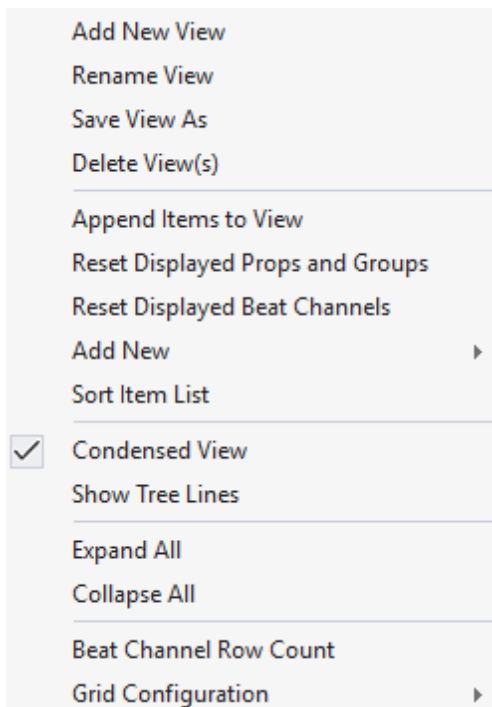 Add New View
Rename View
Save View As
Delete View(s)
Append Items to View
Reset Displayed Props and Groups
Reset Displayed Beat Channels
Add New
Sort Item List
Condensed View
Show Tree Lines
Expand All
Collapse All
Beat Channel Row Count
Grid Configuration